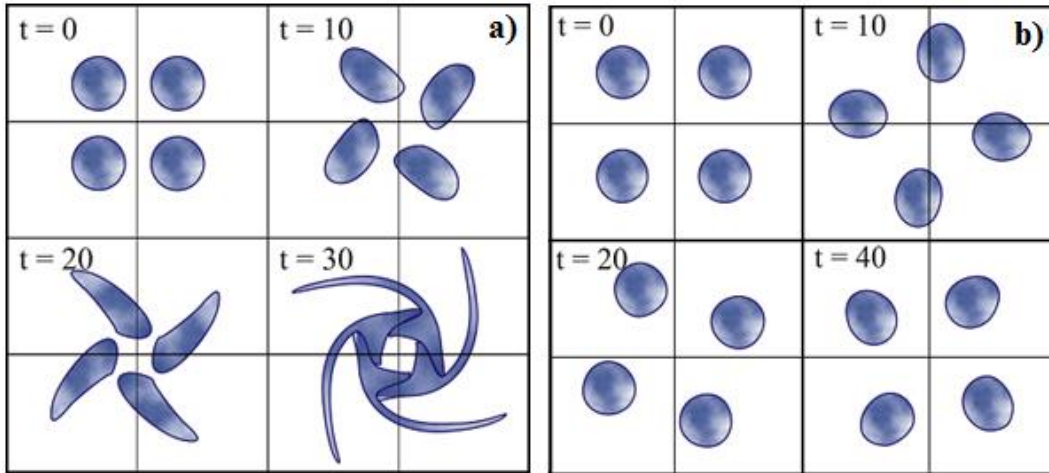 t = 0
t = 10
a)
t = 20
t = 30
t = 0
t = 10
b)
t = 20
t = 40